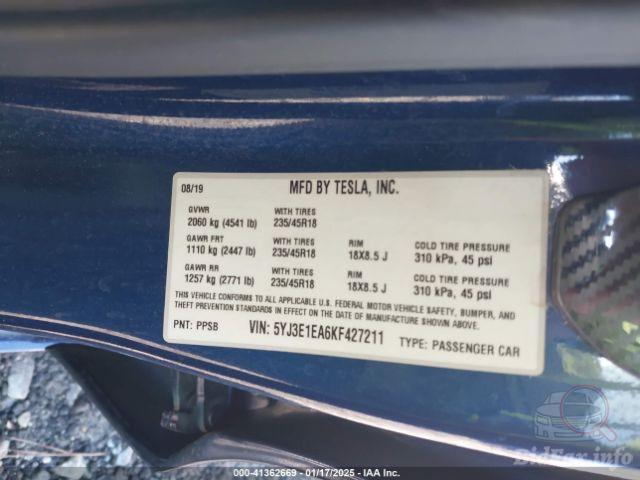 08/19 MFD BY TESLA, INC.
GVWR WITH TIRES
2060 kg (4541 lb) 235/45R18
GAWR FRT WITH TIRES RIM COLD TIRE PRESSURE
1110 kg (2447 lb) 235/45R18 18X8.5 J 310 kPa, 45 psi
GAWR RR WITH TIRES RIM COLD TIRE PRESSURE
1257 kg (2771 lb) 235/45R18 18X8.5 J 310 kPa, 45 psi
THIS VEHICLE CONFORMS TO ALL APPLICABLE U.S. FEDERAL MOTOR VEHICLE SAFETY, BUMPER, AND
THEFT PREVENTION STANDARDS IN EFFECT ON THE DATE OF MANUFACTURE SHOWN ABOVE.
PNT: PPSB VIN: 5YJ3E1EA6KF427211 TYPE: PASSENGER CAR
BidFax.info
000-41362669 - 01/17/2025 - IAA Inc.